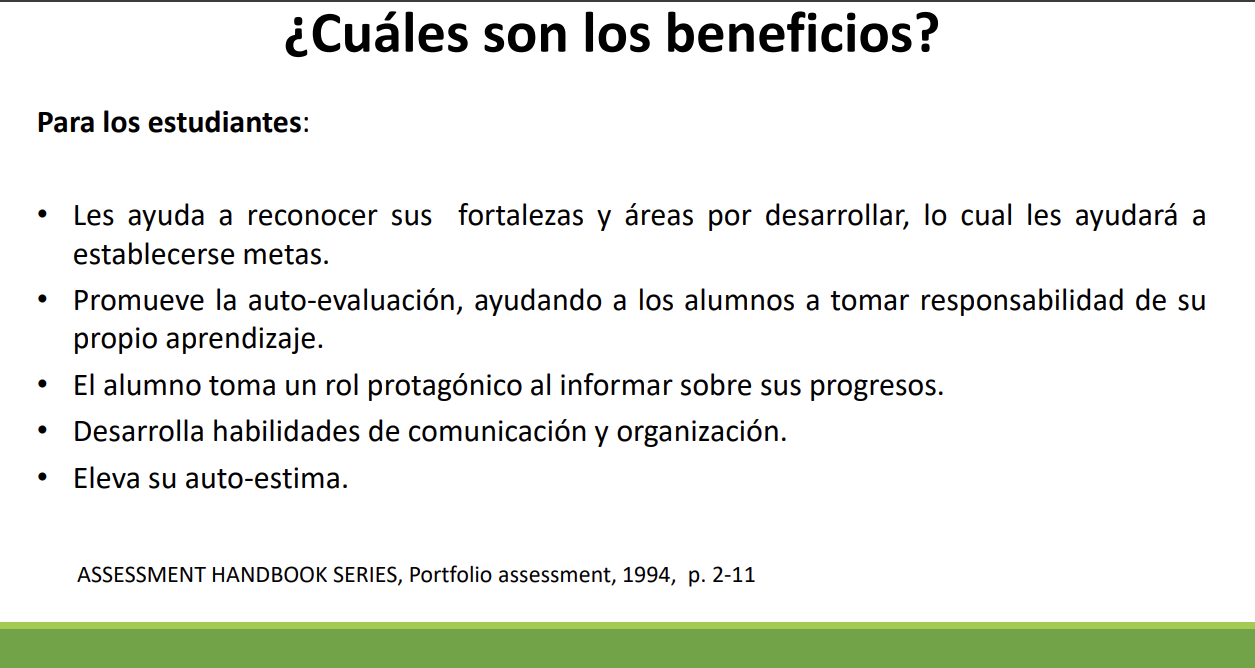 ¿Cuáles son los beneficios?
Para los estudiantes:
• Les ayuda a reconocer sus fortalezas y áreas por desarrollar, lo cual les ayudará a
establecerse metas.
• Promueve la auto-evaluación, ayudando a los alumnos a tomar responsabilidad de su
propio aprendizaje.
• El alumno toma un rol protagónico al informar sobre sus progresos.
• Desarrolla habilidades de comunicación y organización.
• Eleva su auto-estima.
ASSESSMENT HANDBOOK SERIES, Portfolio assessment, 1994, p. 2-11